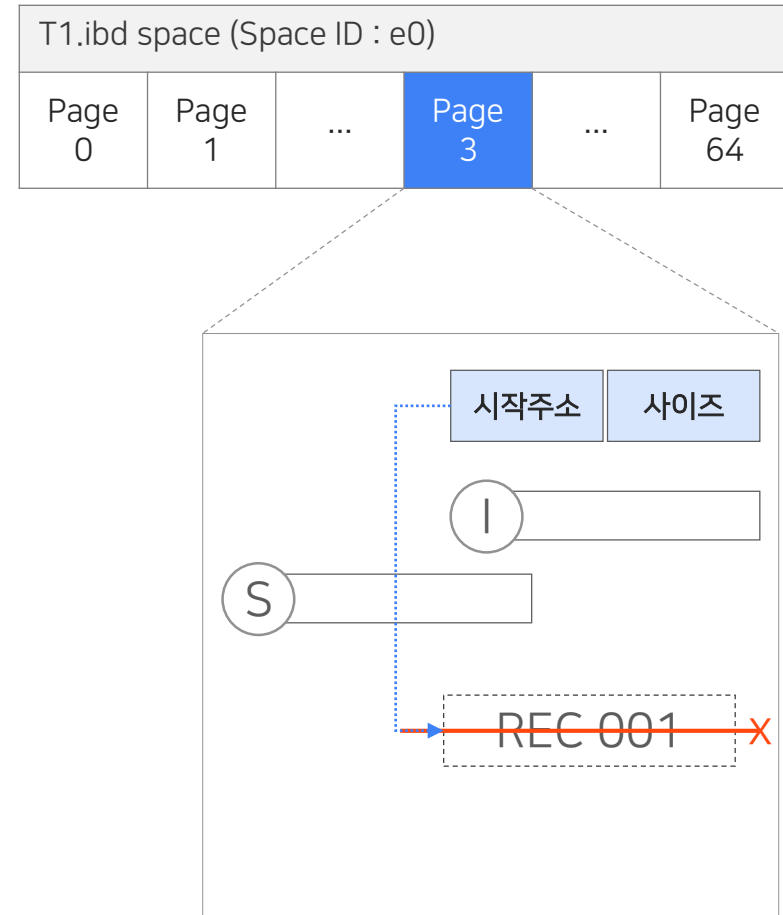 T1.ibd space (Space ID : e0)
Page 0
Page 1
...
Page 3
...
Page 64
시작주소
사이즈
I
S
REC 001
X